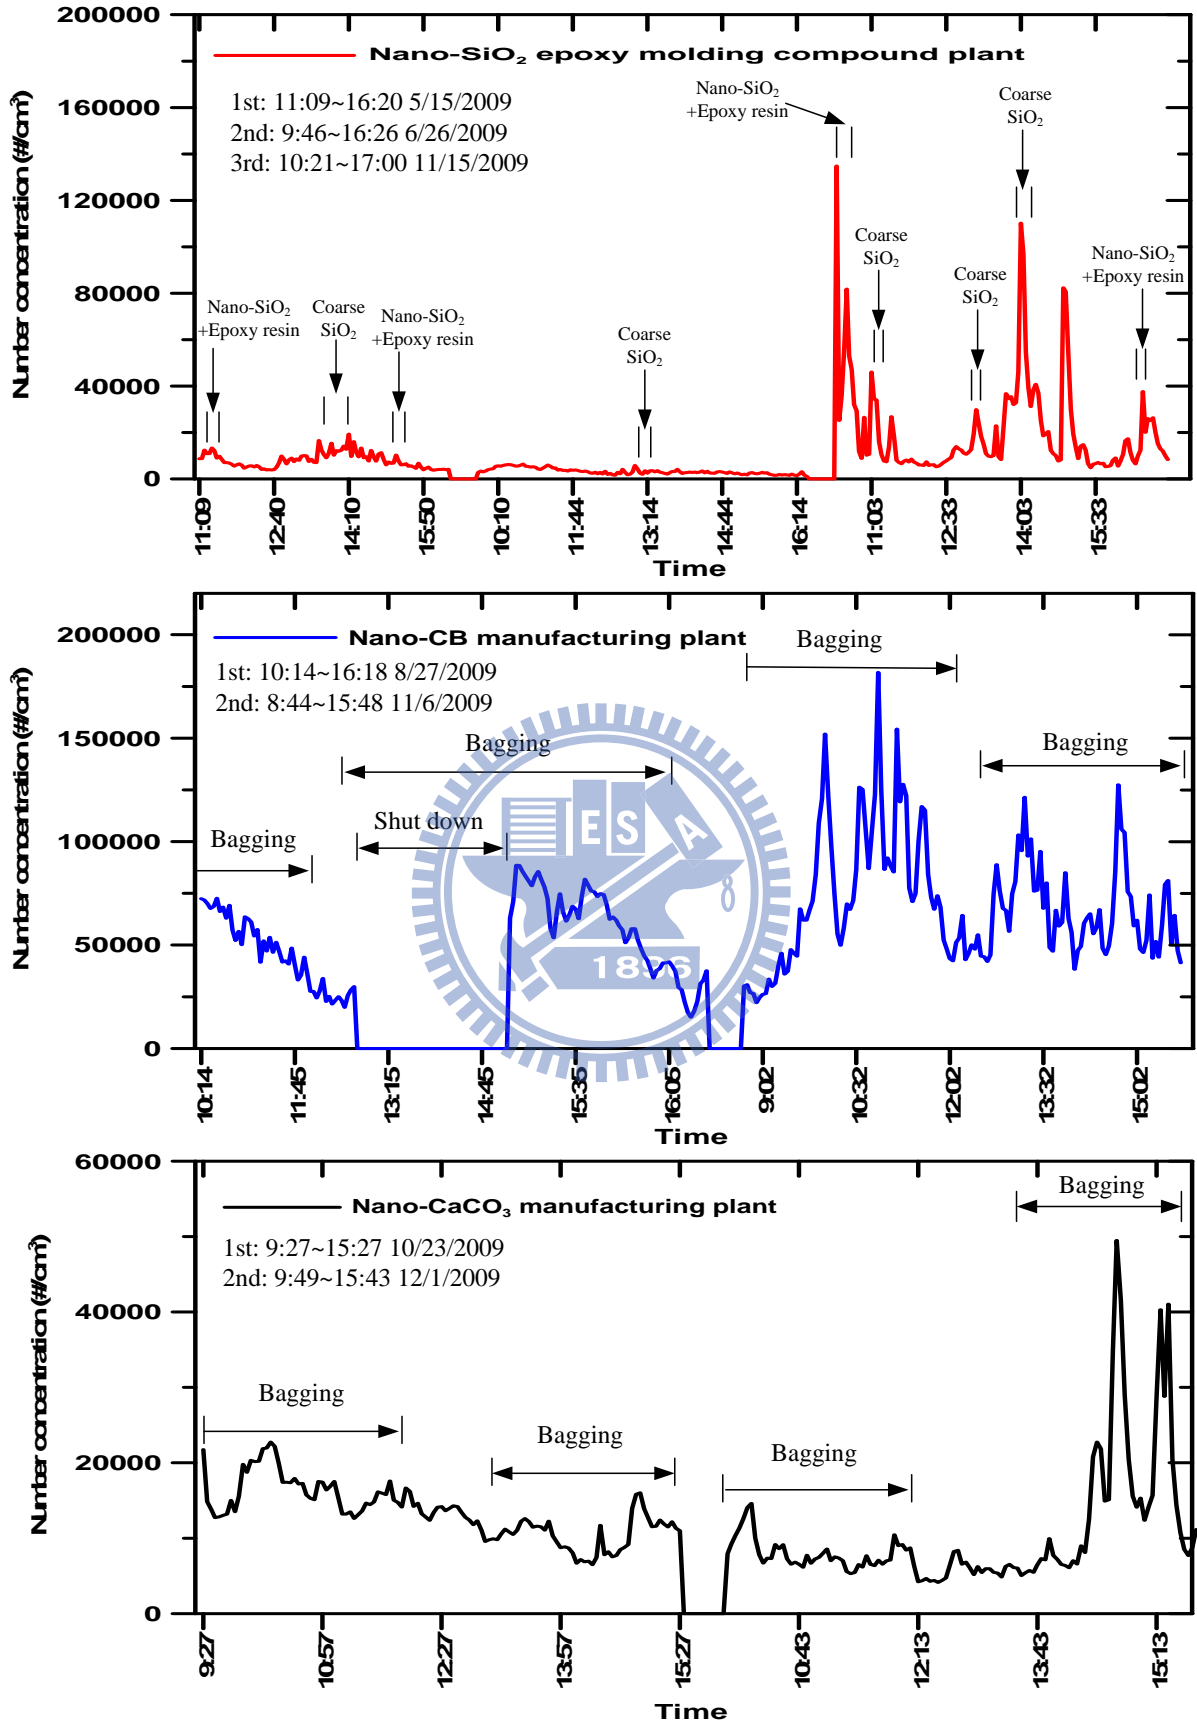 200000
160000
120000
80000
40000
0
Number concentration (#/cm³)
Nano-SiO₂ epoxy molding compound plant
1st: 11:09~16:20 5/15/2009
2nd: 9:46~16:26 6/26/2009
3rd: 10:21~17:00 11/15/2009
Nano-SiO₂
+Epoxy resin
Coarse
SiO₂
Nano-SiO₂
+Epoxy resin
Coarse
SiO₂
Nano-SiO₂
+Epoxy resin
Coarse
SiO₂
Coarse
SiO₂
Coarse
SiO₂
Nano-SiO₂
+Epoxy resin
11:09
12:40
14:10
15:50
10:10
11:44
13:14
14:44
16:14
11:03
12:33
14:03
15:33
Time
200000
150000
100000
50000
0
Number concentration (#/cm³)
Nano-CB manufacturing plant
1st: 10:14~16:18 8/27/2009
2nd: 8:44~15:48 11/6/2009
Bagging
Bagging
Shut down
Bagging
Bagging
ESA
1896
10:14
11:45
13:15
14:45
15:35
16:05
9:02
10:32
12:02
13:32
15:02
Time
60000
40000
20000
0
Number concentration (#/cm³)
Nano-CaCO₃ manufacturing plant
1st: 9:27~15:27 10/23/2009
2nd: 9:49~15:43 12/1/2009
Bagging
Bagging
Bagging
Bagging
9:27
10:57
12:27
13:57
15:27
10:43
12:13
13:43
15:13
Time